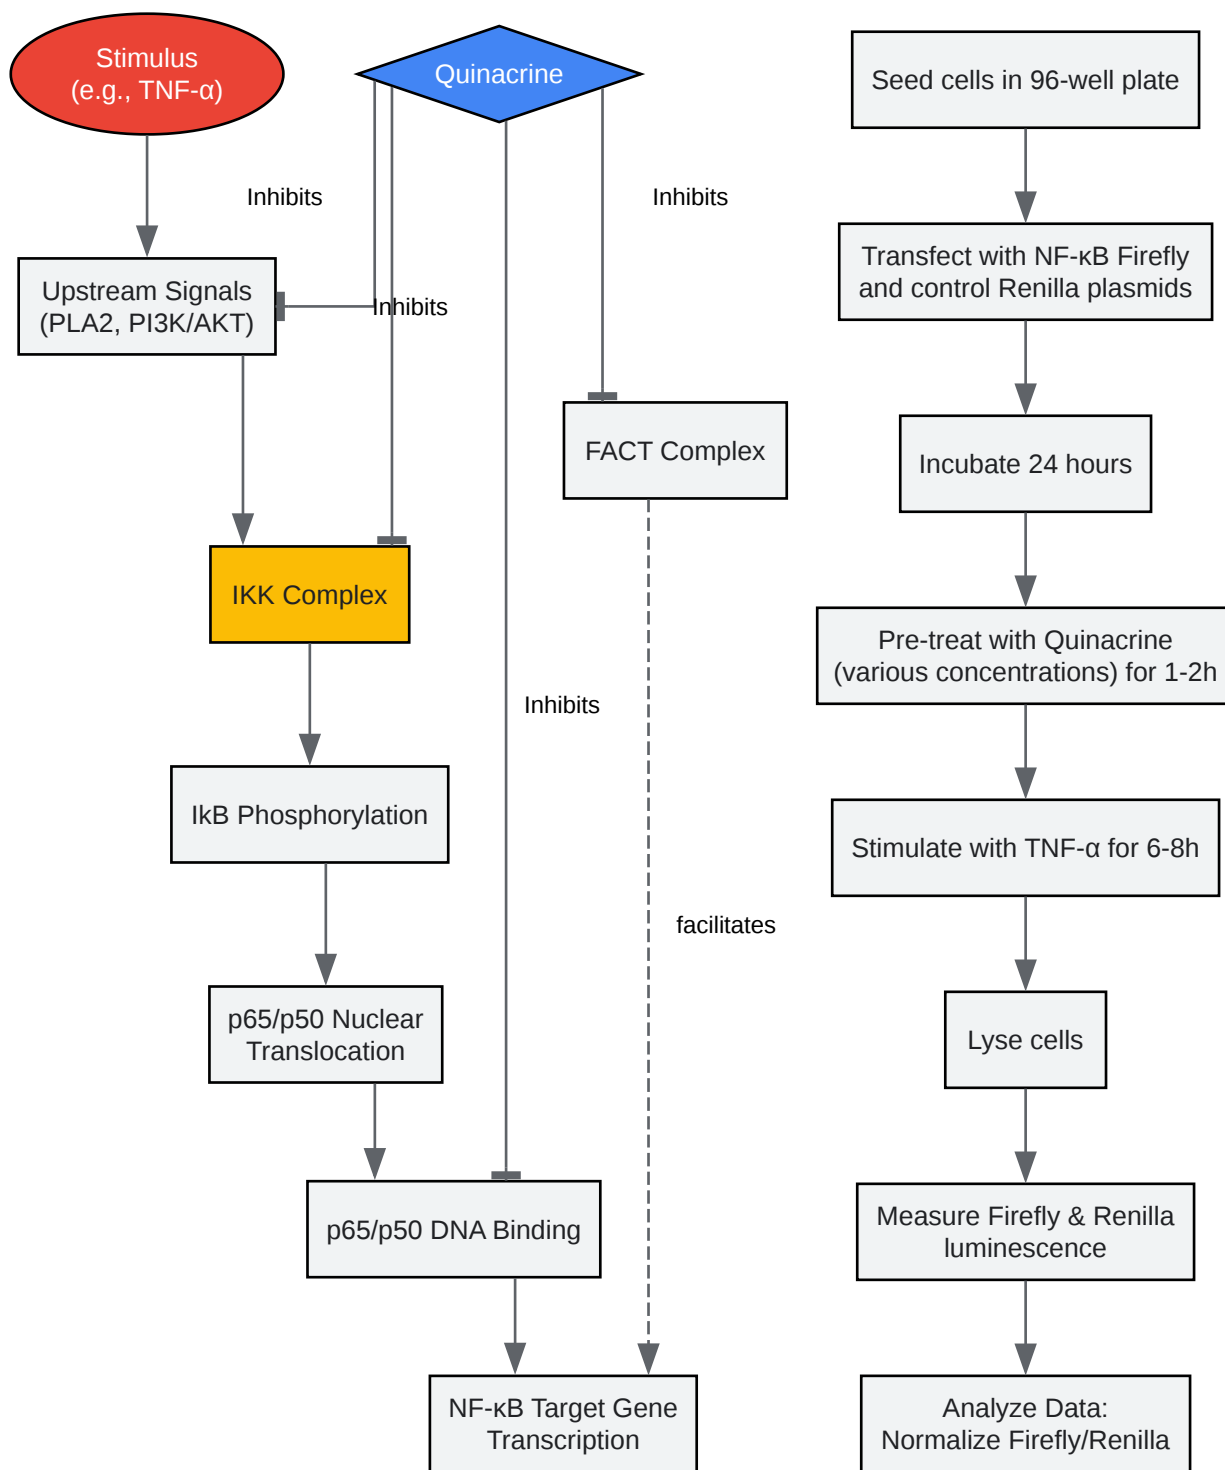 Stimulus
(e.g., TNF-α)
Quinacrine
Inhibits
Inhibits
Upstream Signals
(PLA2, PI3K/AKT)
Inhibits
FACT Complex
IKK Complex
Inhibits
IkB Phosphorylation
facilitates
p65/p50 Nuclear
Translocation
p65/p50 DNA Binding
NF-κB Target Gene
Transcription
Seed cells in 96-well plate
Transfect with NF-κB Firefly
and control Renilla plasmids
Incubate 24 hours
Pre-treat with Quinacrine
(various concentrations) for 1-2h
Stimulate with TNF-α for 6-8h
Lyse cells
Measure Firefly & Renilla
luminescence
Analyze Data:
Normalize Firefly/Renilla